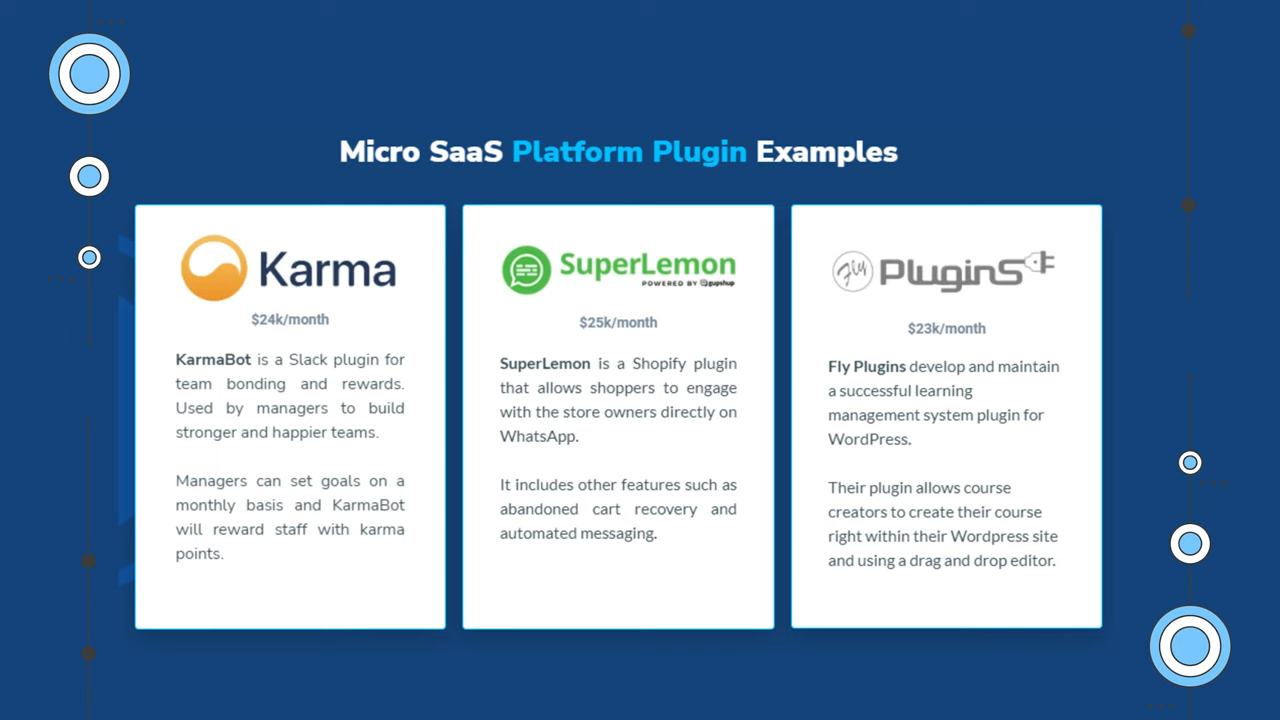 Micro SaaS Platform Plugin Examples
Karma
$24k/month
KarmaBot is a Slack plugin for
team bonding and rewards.
Used by managers to build
stronger and happier teams.
Managers can set goals on a
monthly basis and KarmaBot
will reward staff with karma
points.
SuperLemon
POWERED BY gupshup
$25k/month
SuperLemon is a Shopify plugin
that allows shoppers to engage
with the store owners directly on
WhatsApp.
It includes other features such as
abandoned cart recovery and
automated messaging.
Fly PluginS
$23k/month
Fly Plugins develop and maintain
a successful learning
management system plugin for
WordPress.
Their plugin allows course
creators to create their course
right within their Wordpress site
and using a drag and drop editor.